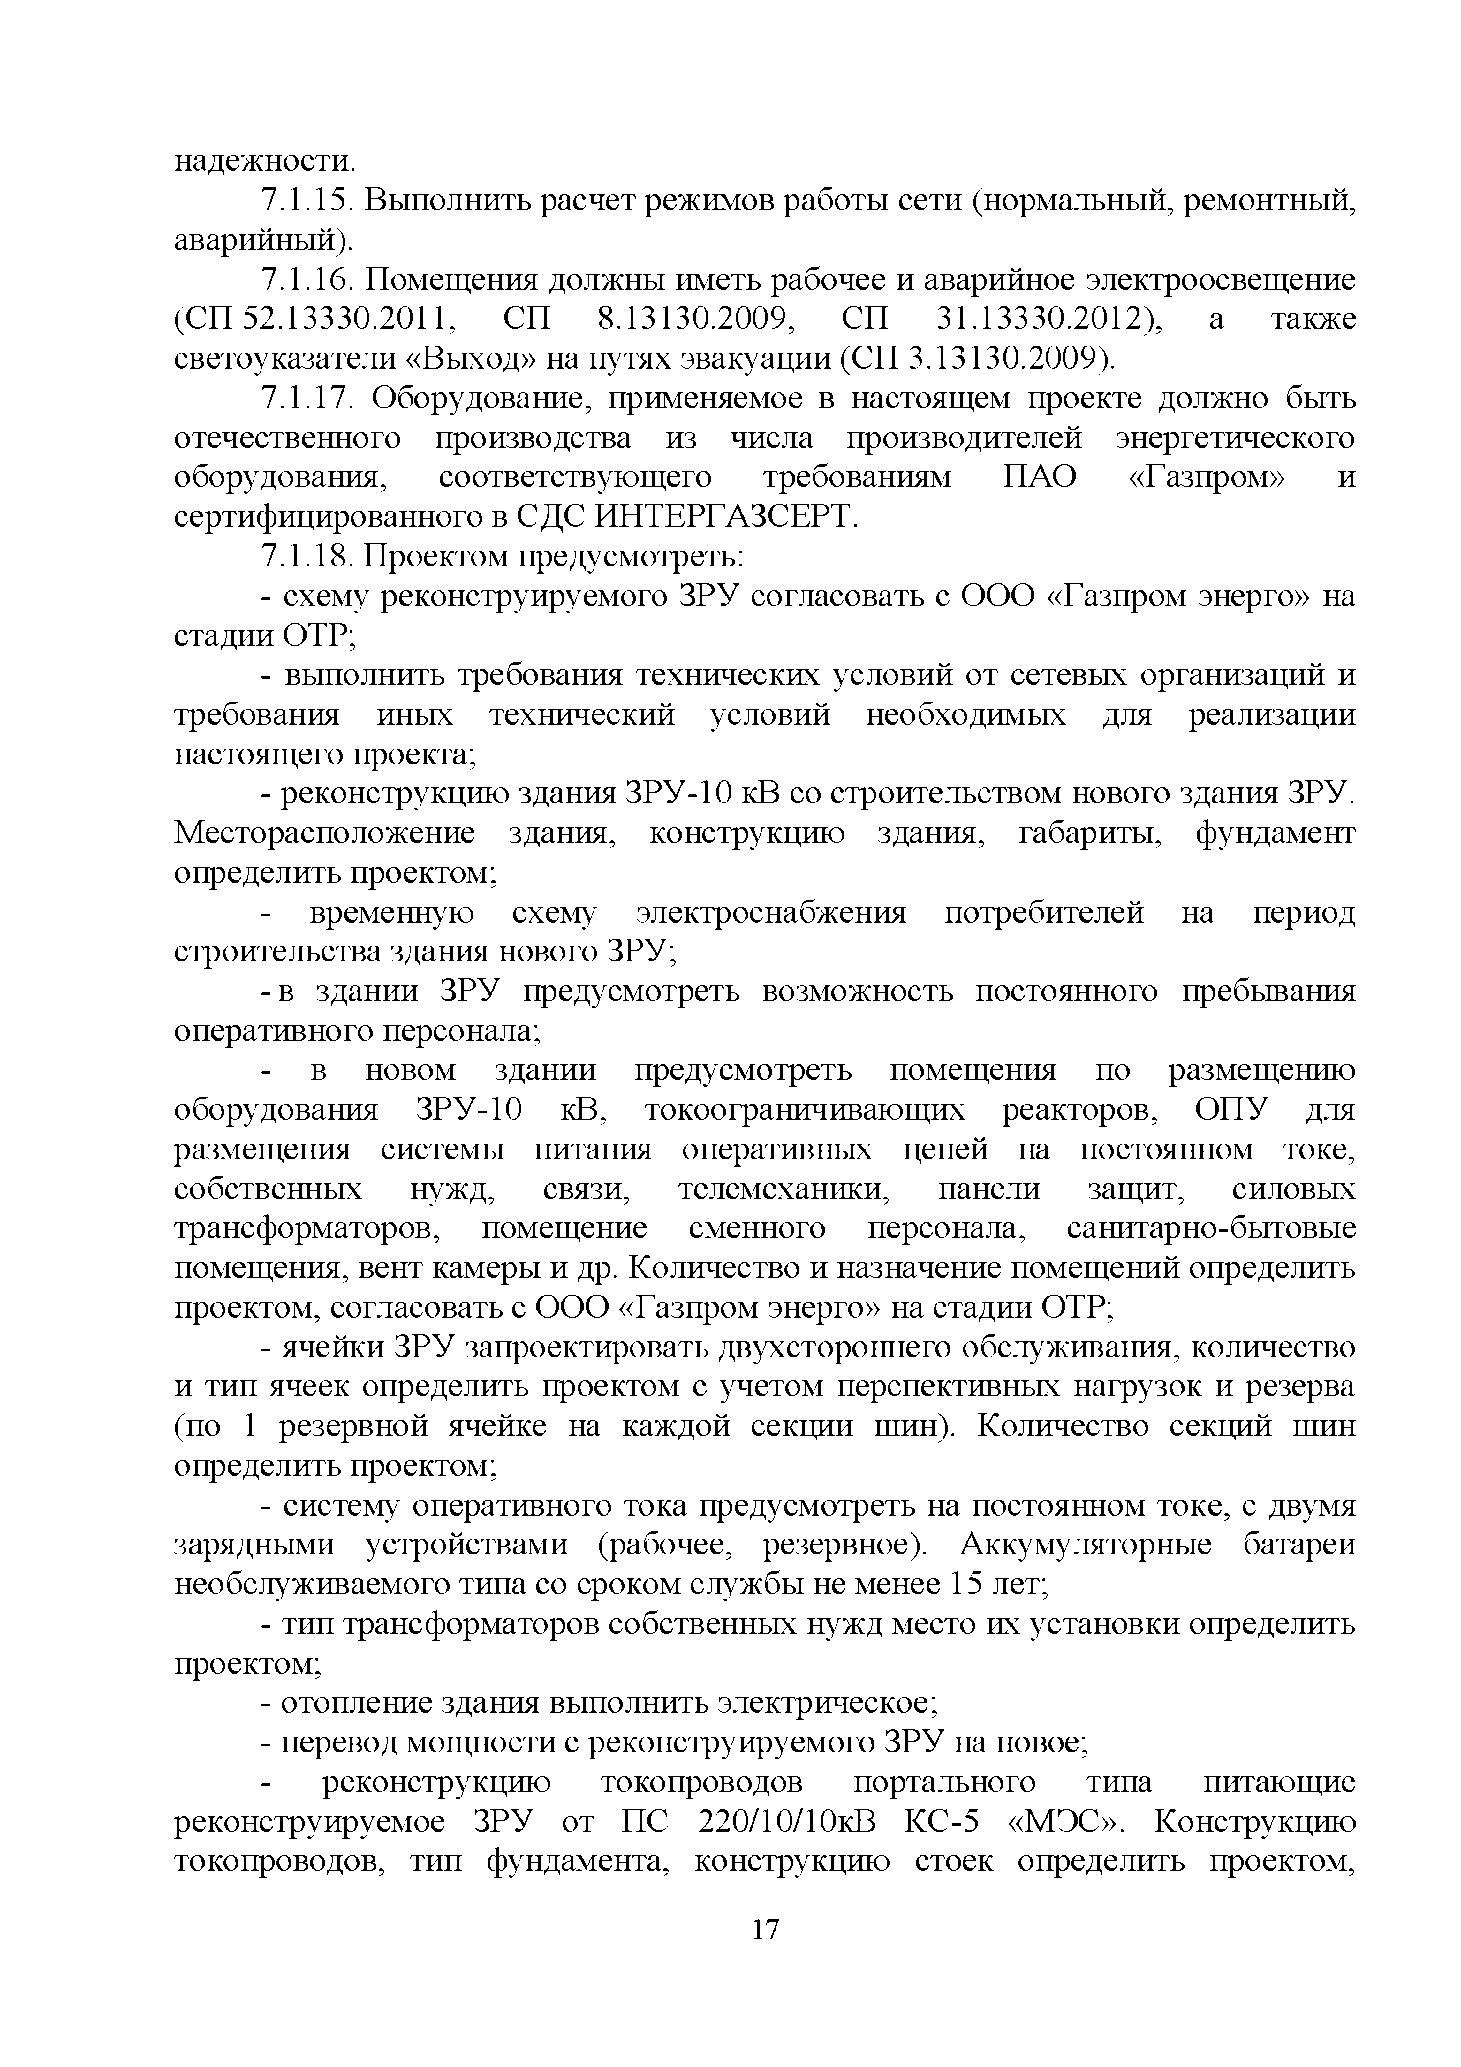 надежности.
7.1.15. Выполнить расчет режимов работы сети (нормальный, ремонтный,
аварийный).
7.1.16. Помещения должны иметь рабочее и аварийное электроосвещение
(СП 52.13330.2011, СП 8.13130.2009, СП 31.13330.2012), а также
светоуказатели «Выход» на путях эвакуации (СП 3.13130.2009).
7.1.17. Оборудование, применяемое в настоящем проекте должно быть
отечественного производства из числа производителей энергетического
оборудования, соответствующего требованиям ПАО «Газпром» и
сертифицированного в СДС ИНТЕРГАЗСЕРТ.
7.1.18. Проектом предусмотреть:
- схему реконструируемого ЗРУ согласовать с ООО «Газпром энерго» на
стадии ОТР;
- выполнить требования технических условий от сетевых организаций и
требования иных технический условий необходимых для реализации
настоящего проекта;
- реконструкцию здания ЗРУ-10 кВ со строительством нового здания ЗРУ.
Месторасположение здания, конструкцию здания, габариты, фундамент
определить проектом;
- временную схему электроснабжения потребителей на период
строительства здания нового ЗРУ;
- в здании ЗРУ предусмотреть возможность постоянного пребывания
оперативного персонала;
- в новом здании предусмотреть помещения по размещению
оборудования ЗРУ-10 кВ, токоограничивающих реакторов, ОПУ для
размещения системы питания оперативных цепей на постоянном токе,
собственных нужд, связи, телемеханики, панели защит, силовых
трансформаторов, помещение сменного персонала, санитарно-бытовые
помещения, вент камеры и др. Количество и назначение помещений определить
проектом, согласовать с ООО «Газпром энерго» на стадии ОТР;
- ячейки ЗРУ запроектировать двухстороннего обслуживания, количество
и тип ячеек определить проектом с учетом перспективных нагрузок и резерва
(по 1 резервной ячейке на каждой секции шин). Количество секций шин
определить проектом;
- систему оперативного тока предусмотреть на постоянном токе, с двумя
зарядными устройствами (рабочее, резервное). Аккумуляторные батареи
необслуживаемого типа со сроком службы не менее 15 лет;
- тип трансформаторов собственных нужд место их установки определить
проектом;
- отопление здания выполнить электрическое;
- перевод мощности с реконструируемого ЗРУ на новое;
- реконструкцию токопроводов портального типа питающие
реконструируемое ЗРУ от ПС 220/10/10кВ КС-5 «МЭС». Конструкцию
токопроводов, тип фундамента, конструкцию стоек определить проектом,
17